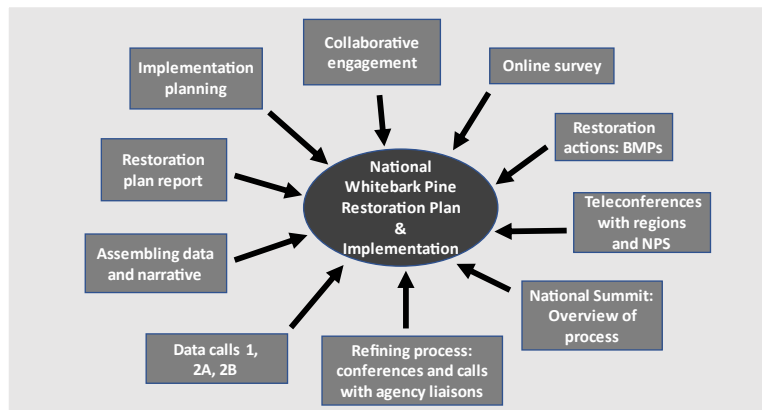 Collaborative
engagement
Online survey
Restoration
actions: BMPs
Teleconferences
with regions
and NPS
National Summit:
Overview of
process
Refining process:
conferences and calls
with agency liaisons
Data calls 1,
2A, 2B
Assembling data
and narrative
Restoration
plan report
Implementation
planning
National
Whitebark Pine
Restoration Plan
&
Implementation